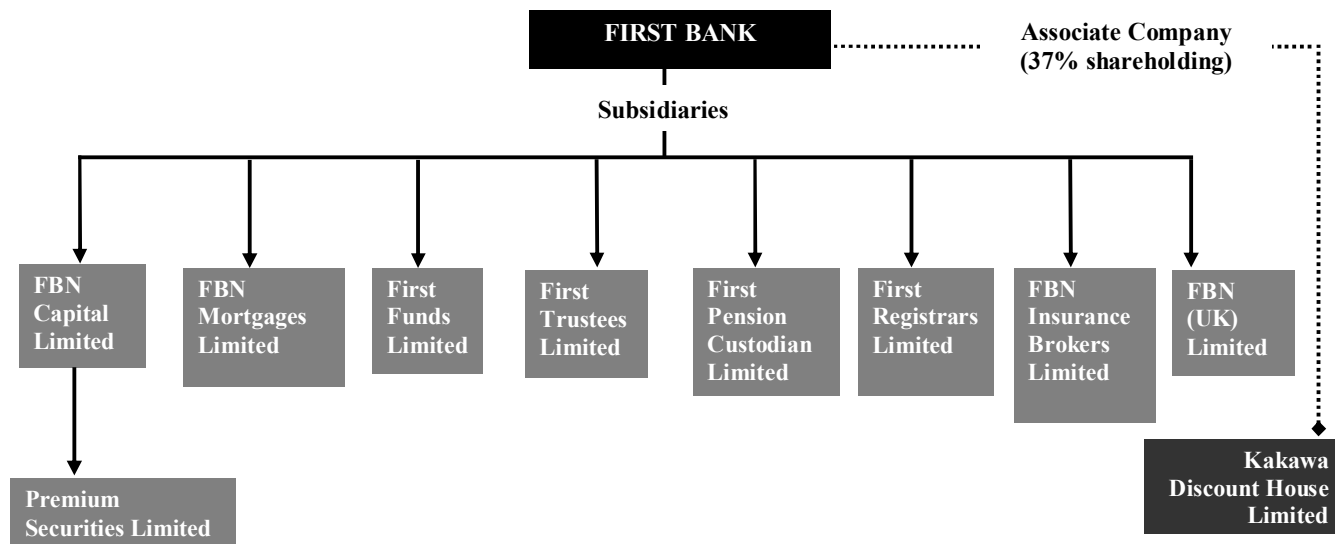 FIRST BANK
Associate Company
(37% shareholding)
Subsidiaries
FBN
Capital
Limited
FBN
Mortgages
Limited
First
Funds
Limited
First
Trustees
Limited
First
Pension
Custodian
Limited
First
Registrars
Limited
FBN
Insurance
Brokers
Limited
FBN
(UK)
Limited
Premium
Securities Limited
Kakawa
Discount House
Limited